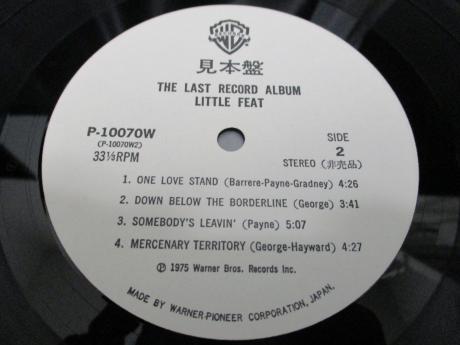 見本盤
THE LAST RECORD ALBUM
LITTLE FEAT
P-10070W
(P-10070W2)
33⅓RPM
SIDE
2
STEREO (非売品)
1. ONE LOVE STAND (Barrere-Payne-Gradney) 4:26
2. DOWN BELOW THE BORDERLINE (George) 3:41
3. SOMEBODY'S LEAVIN' (Payne) 5:07
4. MERCENARY TERRITORY (George-Hayward) 4:27
℗ 1975 Warner Bros. Records Inc.
MADE BY WARNER-PIONEER CORPORATION, JAPAN.